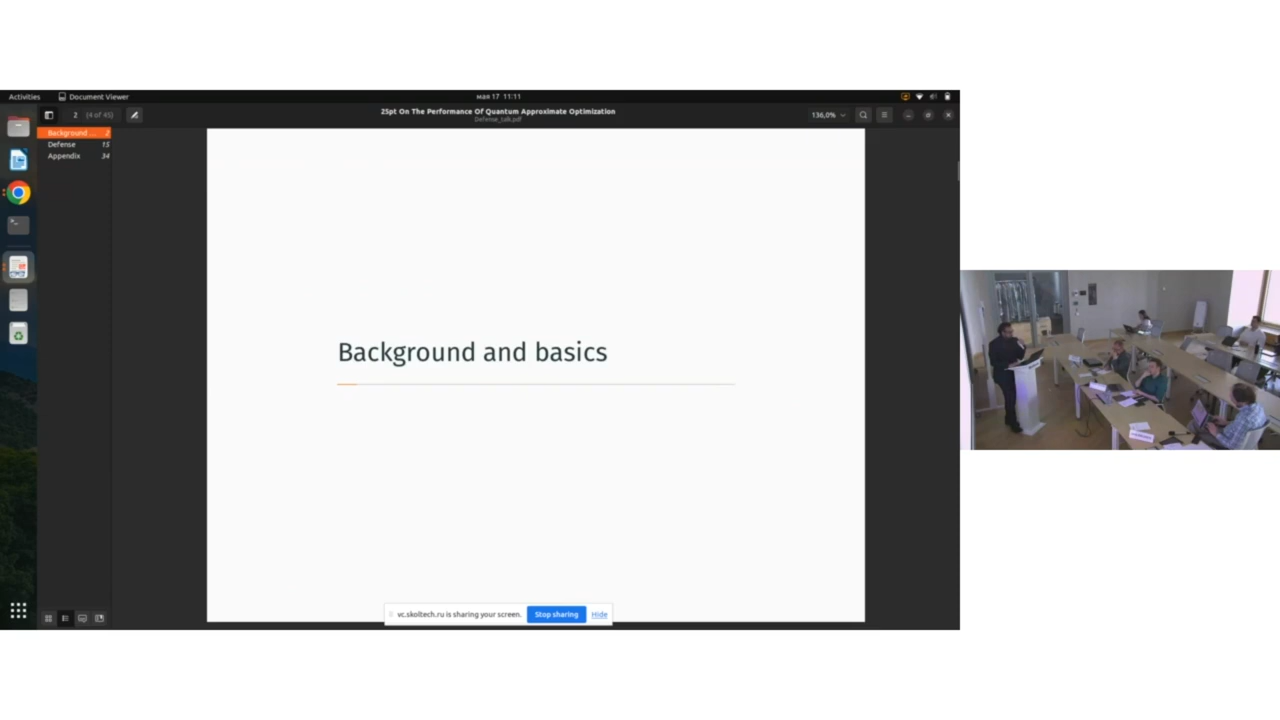 Activities
Document Viewer
мая 17 11:11
2 (4 of 45)
25pt On The Performance Of Quantum Approximate Optimization
Defense_talk.pdf
136,0%
Background ... 2
Defense 15
Appendix 34
Background and basics
vc.skoltech.ru is sharing your screen.
Stop sharing
Hide